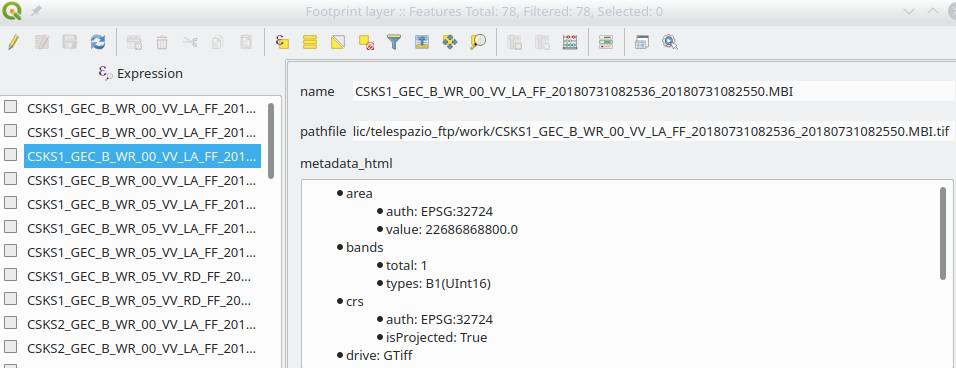 Footprint layer :: Features Total: 78, Filtered: 78, Selected: 0
Expression
CSKS1_GEC_B_WR_00_VV_LA_FF_201...
CSKS1_GEC_B_WR_00_VV_LA_FF_201...
CSKS1_GEC_B_WR_00_VV_LA_FF_201...
CSKS1_GEC_B_WR_00_VV_LA_FF_201...
CSKS1_GEC_B_WR_05_VV_LA_FF_201...
CSKS1_GEC_B_WR_05_VV_LA_FF_201...
CSKS1_GEC_B_WR_05_VV_LA_FF_201...
CSKS1_GEC_B_WR_05_VV_RD_FF_20...
CSKS1_GEC_B_WR_05_VV_RD_FF_20...
CSKS2_GEC_B_WR_00_VV_LA_FF_201...
CSKS2_GEC_B_WR_00_VV_LA_FF_201...
name CSKS1_GEC_B_WR_00_VV_LA_FF_20180731082536_20180731082550.MBI
pathfile lic/telespazio_ftp/work/CSKS1_GEC_B_WR_00_VV_LA_FF_20180731082536_20180731082550.MBI.tif
metadata_html
• area
• auth: EPSG:32724
• value: 22686868800.0
• bands
• total: 1
• types: B1(UInt16)
• crs
• auth: EPSG:32724
• isProjected: True
• drive: GTiff